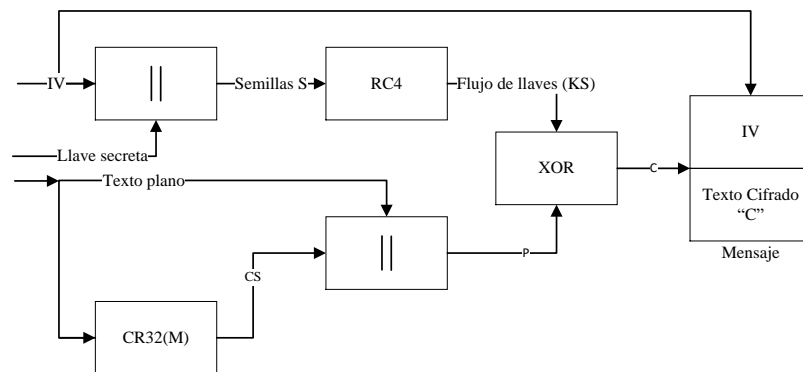 IV
||
Semillas S
RC4
Flujo de llaves (KS)
IV
Llave secreta
XOR
C
Texto plano
Texto Cifrado
“C”
||
P
Mensaje
CS
CR32(M)